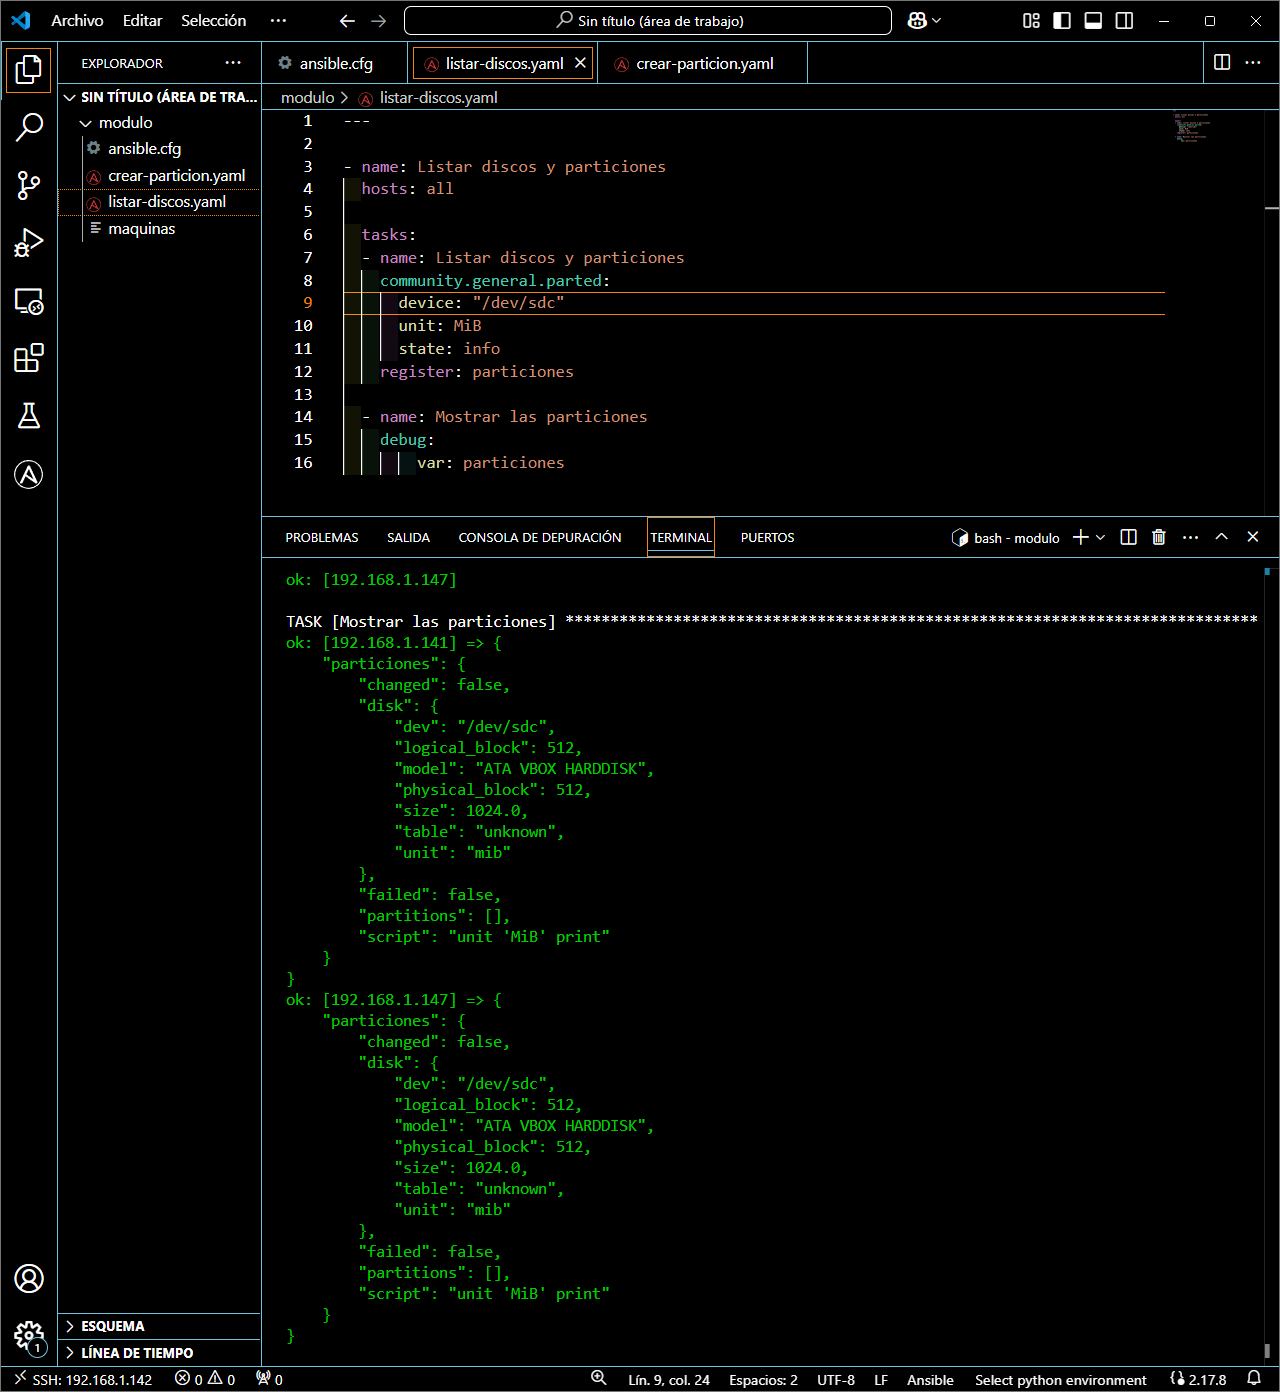 Archivo Editar Selección ··· Sin título (área de trabajo)
EXPLORADOR ···
ansible.cfg listar-discos.yaml crear-particion.yaml ···
SIN TÍTULO (ÁREA DE TRA...
modulo
ansible.cfg
crear-particion.yaml
listar-discos.yaml
maquinas
ESQUEMA
LÍNEA DE TIEMPO
modulo > listar-discos.yaml
1 ---
2
3 - name: Listar discos y particiones
4 hosts: all
5
6 tasks:
7 - name: Listar discos y particiones
8 community.general.parted:
9 device: "/dev/sdc"
10 unit: MiB
11 state: info
12 register: particiones
13
14 - name: Mostrar las particiones
15 debug:
16 var: particiones
PROBLEMAS SALIDA CONSOLA DE DEPURACIÓN TERMINAL PUERTOS bash - modulo ···
ok: [192.168.1.147]
TASK [Mostrar las particiones] *****************************************************************************
ok: [192.168.1.141] => {
"particiones": {
"changed": false,
"disk": {
"dev": "/dev/sdc",
"logical_block": 512,
"model": "ATA VBOX HARDDISK",
"physical_block": 512,
"size": 1024.0,
"table": "unknown",
"unit": "mib"
},
"failed": false,
"partitions": [],
"script": "unit 'MiB' print"
}
}
ok: [192.168.1.147] => {
"particiones": {
"changed": false,
"disk": {
"dev": "/dev/sdc",
"logical_block": 512,
"model": "ATA VBOX HARDDISK",
"physical_block": 512,
"size": 1024.0,
"table": "unknown",
"unit": "mib"
},
"failed": false,
"partitions": [],
"script": "unit 'MiB' print"
}
}
1
SSH: 192.168.1.142 0 0 0 Lín. 9, col. 24 Espacios: 2 UTF-8 LF Ansible Select python environment 2.17.8